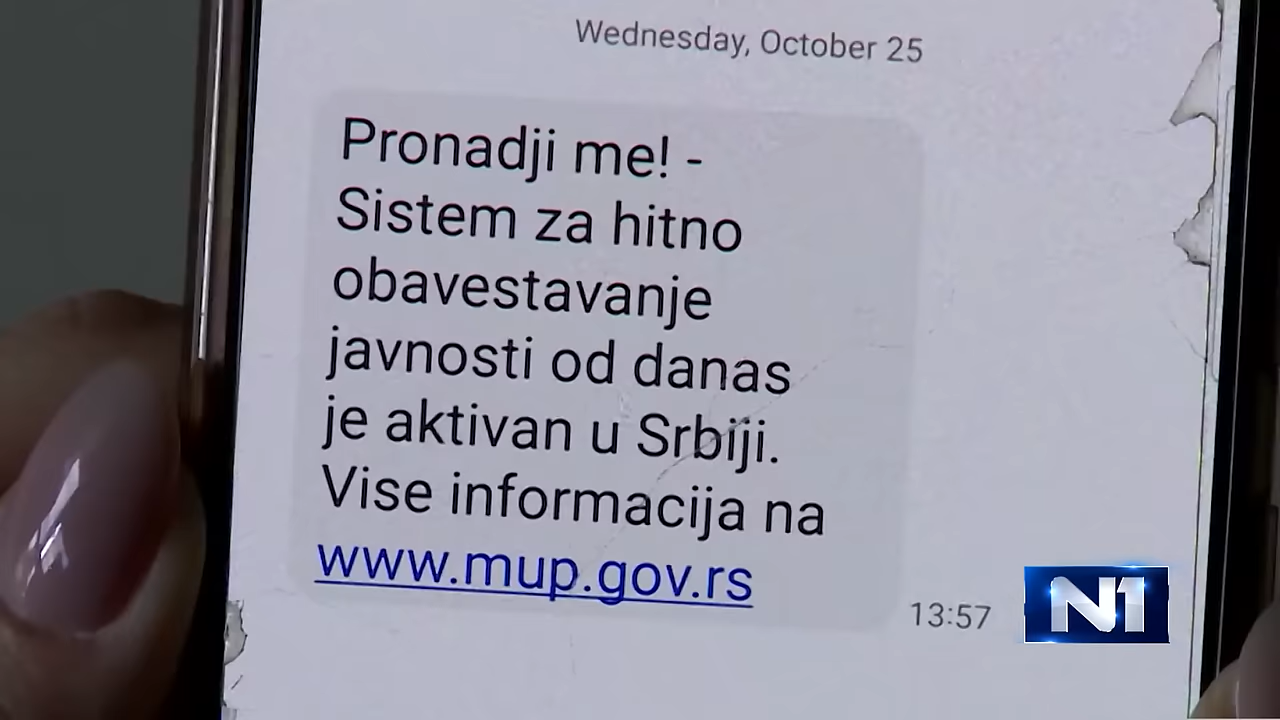 Wednesday, October 25
Pronadji me! -
Sistem za hitno
obavestavanje
javnosti od danas
je aktivan u Srbiji.
Vise informacija na
www.mup.gov.rs
13:57
N1